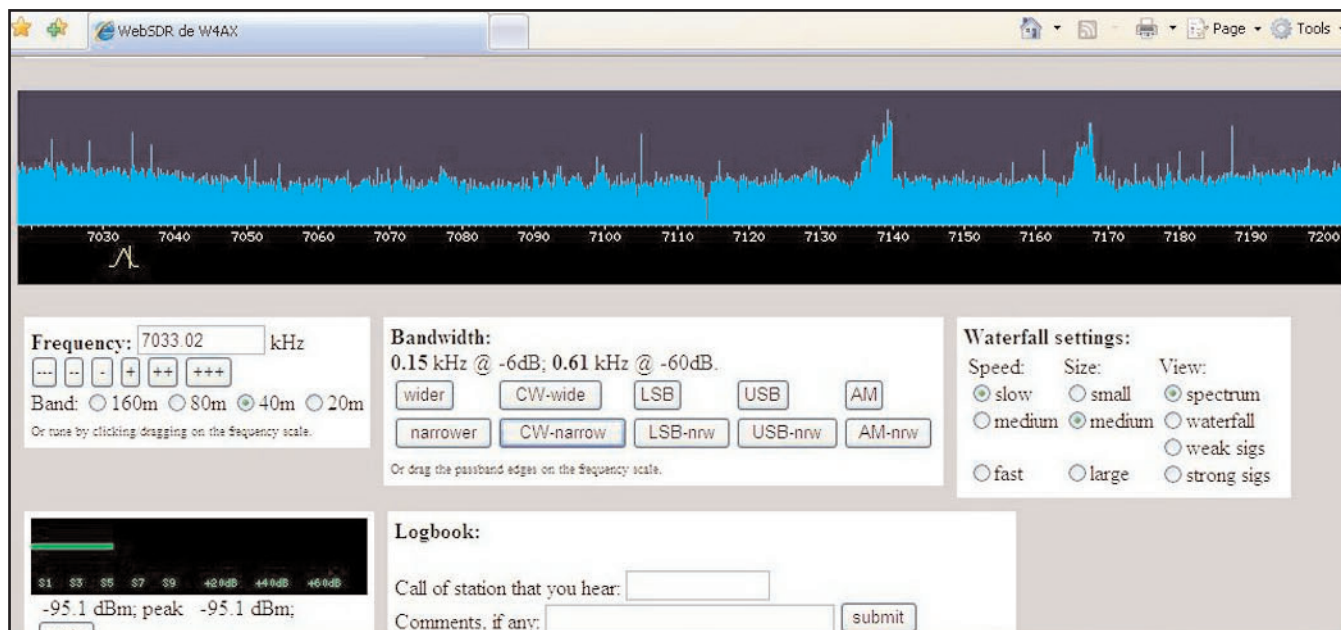 WebSDR de W4AX
Page
Tools
7030 7040 7050 7060 7070 7080 7090 7100 7110 7120 7130 7140 7150 7160 7170 7180 7190 7200
Frequency: 7033.02 kHz
--- -- - + ++ +++
Band: 160m 80m 40m 20m
Or tune by clicking dragging on the frequency scale.
Bandwidth:
0.15 kHz @ -6dB; 0.61 kHz @ -60dB.
wider CW-wide LSB USB AM
narrower CW-narrow LSB-nrw USB-nrw AM-nrw
Or drag the passband edges on the frequency scale.
Waterfall settings:
Speed: Size: View:
slow small spectrum
medium medium waterfall
weak sigs
fast large strong sigs
S1 S3 S5 S7 S9 +20dB +40dB +60dB
-95.1 dBm; peak -95.1 dBm;
Logbook:
Call of station that you hear:
Comments, if any: submit